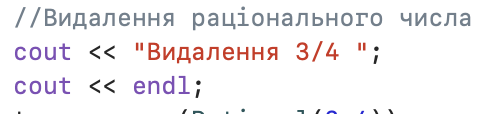 //Видалення раціонального числа
cout << "Видалення 3/4 ";
cout << endl;